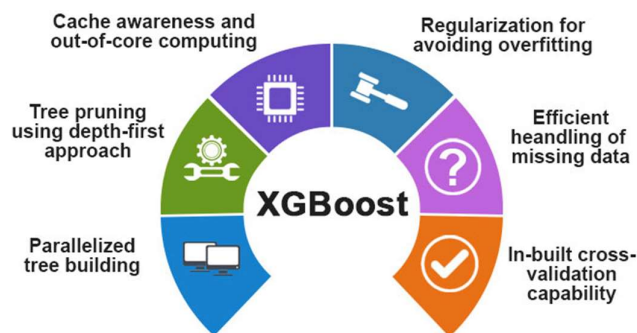 Cache awareness and
out-of-core computing
Regularization for
avoiding overfitting
Tree pruning
using depth-first
approach
Efficient
heandling of
missing data
XGBoost
Parallelized
tree building
In-built cross-
validation
capability